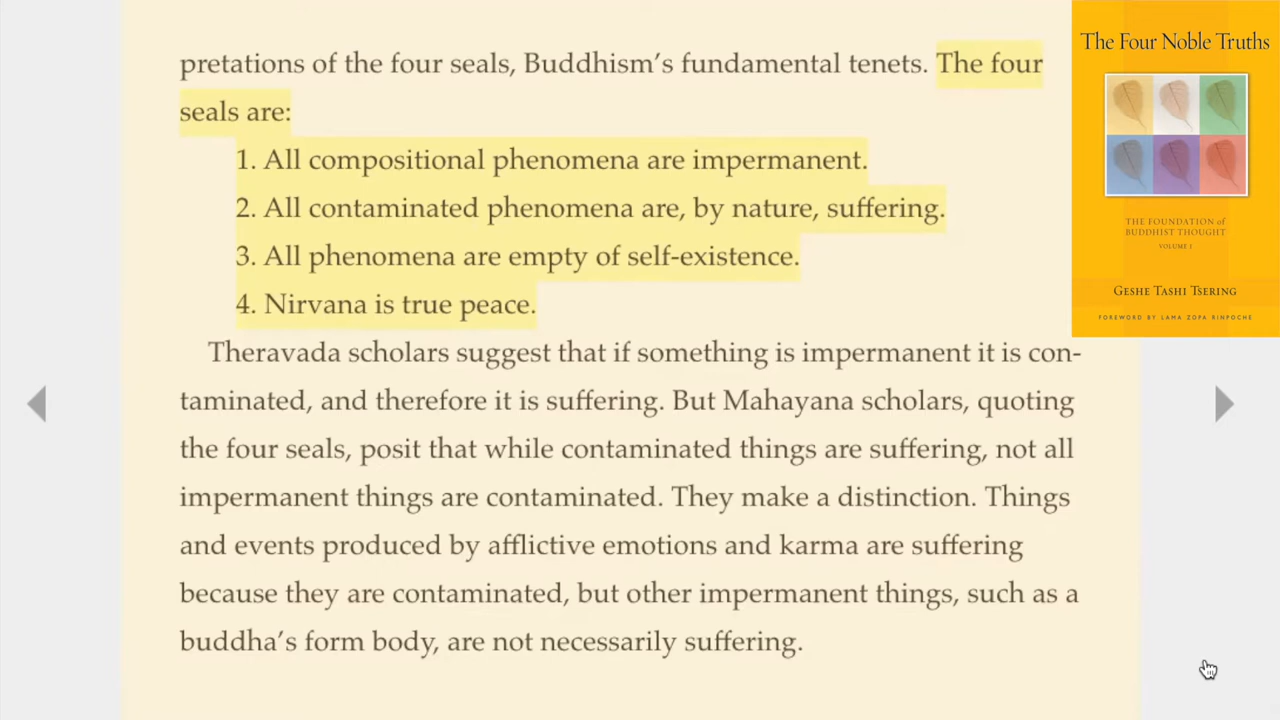 pretations of the four seals, Buddhism's fundamental tenets. The four
seals are:
1. All compositional phenomena are impermanent.
2. All contaminated phenomena are, by nature, suffering.
3. All phenomena are empty of self-existence.
4. Nirvana is true peace.
Theravada scholars suggest that if something is impermanent it is con-
taminated, and therefore it is suffering. But Mahayana scholars, quoting
the four seals, posit that while contaminated things are suffering, not all
impermanent things are contaminated. They make a distinction. Things
and events produced by afflictive emotions and karma are suffering
because they are contaminated, but other impermanent things, such as a
buddha's form body, are not necessarily suffering.
The Four Noble Truths
THE FOUNDATION of
BUDDHIST THOUGHT
VOLUME 1
GESHE TASHI TSERING
FOREWORD BY LAMA ZOPA RINPOCHE